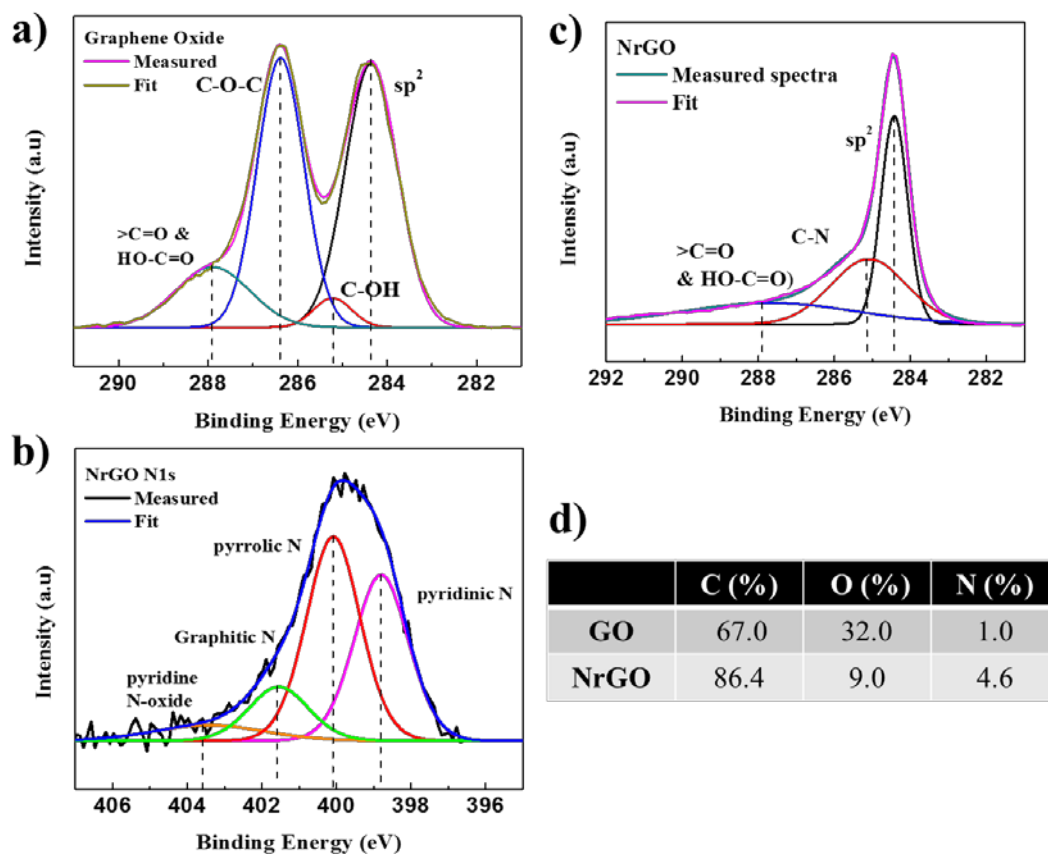 a)
Graphene Oxide
Measured
Fit
C-O-C
sp2
>C=O &
HO-C=O
C-OH
Intensity (a.u)
290 288 286 284 282
Binding Energy (eV)
c)
NrGO
Measured spectra
Fit
sp2
C-N
>C=O
& HO-C=O)
Intensity (a.u)
292 290 288 286 284 282
Binding Energy (eV)
b)
NrGO N1s
Measured
Fit
pyrrolic N
pyridinic N
Graphitic N
pyridine
N-oxide
Intensity (a.u)
406 404 402 400 398 396
Binding Energy (eV)
d)
C (%) O (%) N (%)
GO 67.0 32.0 1.0
NrGO 86.4 9.0 4.6